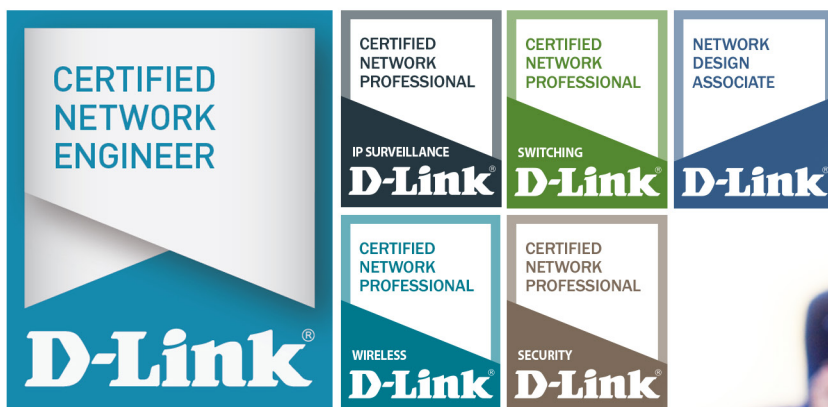 CERTIFIED
NETWORK
ENGINEER
D-Link®
CERTIFIED
NETWORK
PROFESSIONAL
IP SURVEILLANCE
D-Link®
CERTIFIED
NETWORK
PROFESSIONAL
SWITCHING
D-Link®
NETWORK
DESIGN
ASSOCIATE
D-Link®
CERTIFIED
NETWORK
PROFESSIONAL
WIRELESS
D-Link®
CERTIFIED
NETWORK
PROFESSIONAL
SECURITY
D-Link®